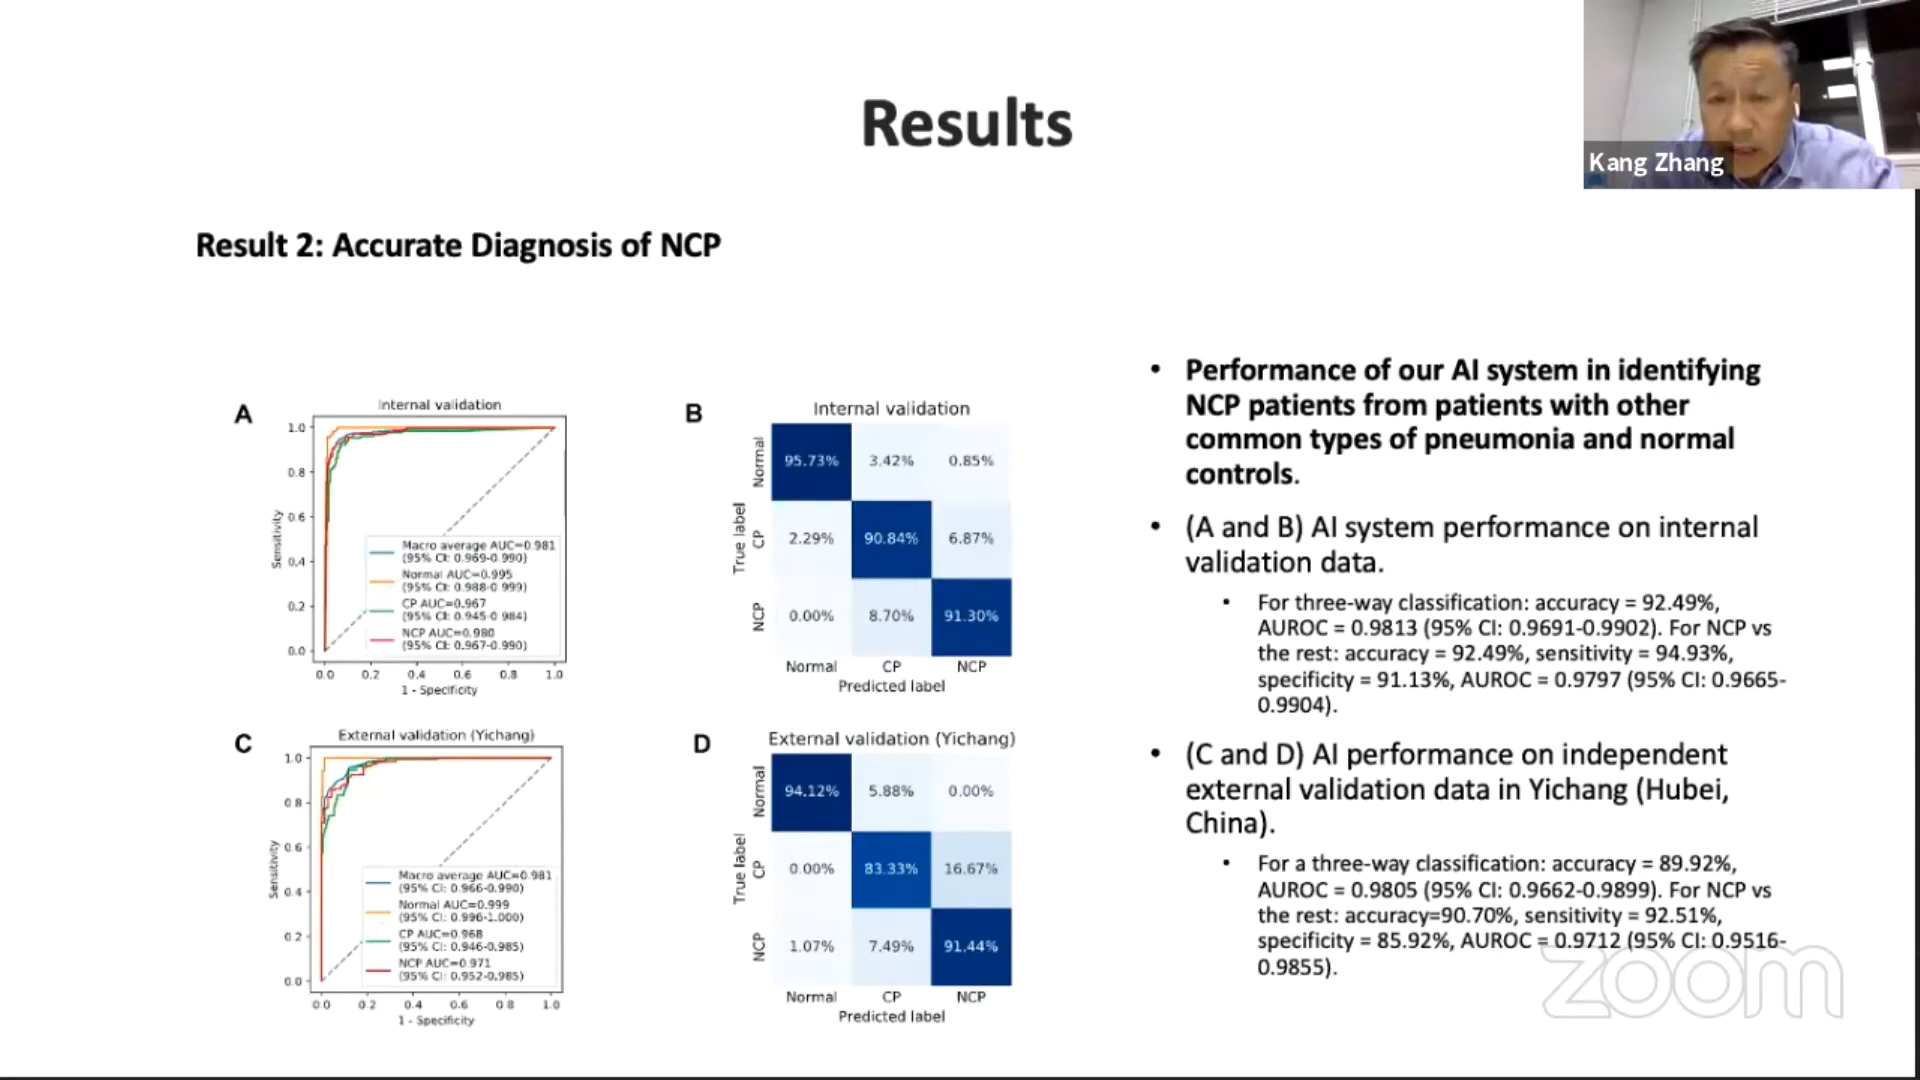 Results
Kang Zhang
Result 2: Accurate Diagnosis of NCP
A
Internal validation
1.0
0.8
0.6
0.4
0.2
0.0
Sensitivity
Macro average AUC=0.981
(95% CI: 0.969-0.990)
Normal AUC=0.995
(95% CI: 0.988-0.999)
CP AUC=0.967
(95% CI: 0.945-0.984)
NCP AUC=0.980
(95% CI: 0.967-0.990)
0.0 0.2 0.4 0.6 0.8 1.0
1 - Specificity
B
Internal validation
True label
Normal 95.73% 3.42% 0.85%
CP 2.29% 90.84% 6.87%
NCP 0.00% 8.70% 91.30%
Normal CP NCP
Predicted label
C
External validation (Yichang)
1.0
0.8
0.6
0.4
0.2
0.0
Sensitivity
Macro average AUC=0.981
(95% CI: 0.966-0.990)
Normal AUC=0.999
(95% CI: 0.996-1.000)
CP AUC=0.968
(95% CI: 0.946-0.985)
NCP AUC=0.971
(95% CI: 0.952-0.985)
0.0 0.2 0.4 0.6 0.8 1.0
1 - Specificity
D
External validation (Yichang)
True label
Normal 94.12% 5.88% 0.00%
CP 0.00% 83.33% 16.67%
NCP 1.07% 7.49% 91.44%
Normal CP NCP
Predicted label
• Performance of our AI system in identifying
NCP patients from patients with other
common types of pneumonia and normal
controls.
• (A and B) AI system performance on internal
validation data.
• For three-way classification: accuracy = 92.49%,
AUROC = 0.9813 (95% CI: 0.9691-0.9902). For NCP vs
the rest: accuracy = 92.49%, sensitivity = 94.93%,
specificity = 91.13%, AUROC = 0.9797 (95% CI: 0.9665-
0.9904).
• (C and D) AI performance on independent
external validation data in Yichang (Hubei,
China).
• For a three-way classification: accuracy = 89.92%,
AUROC = 0.9805 (95% CI: 0.9662-0.9899). For NCP vs
the rest: accuracy=90.70%, sensitivity = 92.51%,
specificity = 85.92%, AUROC = 0.9712 (95% CI: 0.9516-
0.9855).
zoom